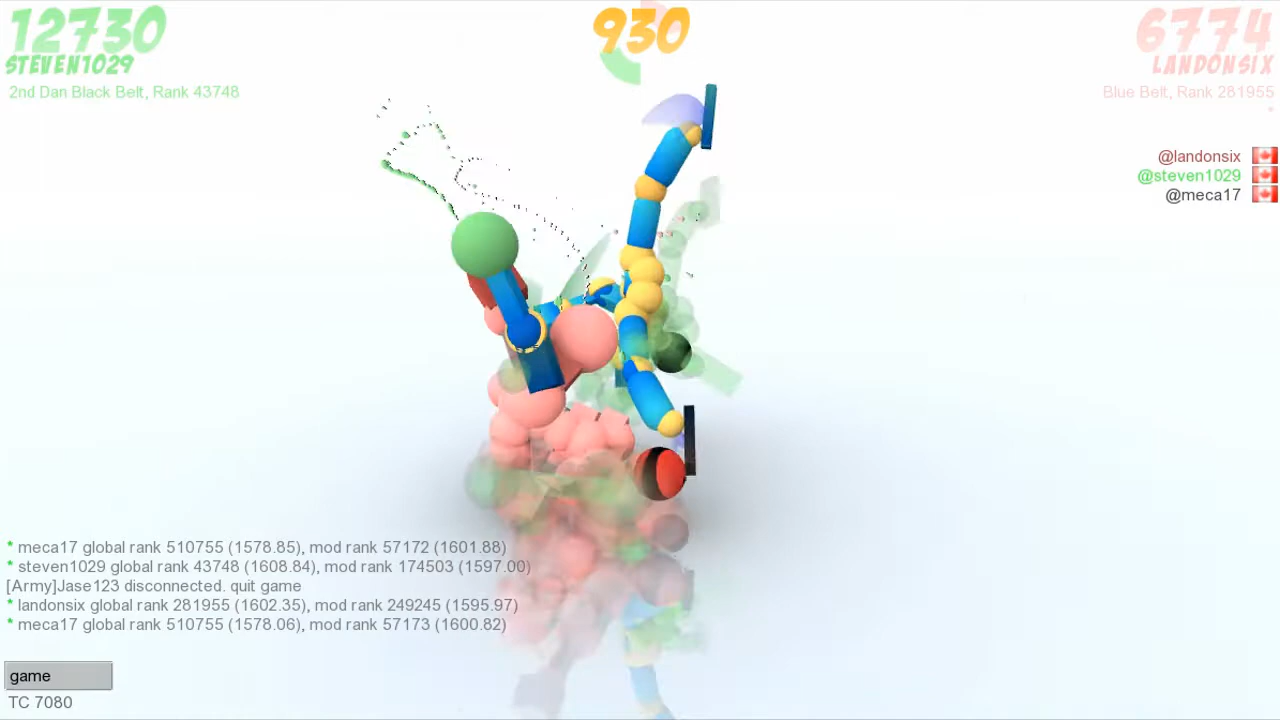 12730
STEVEN1029
2nd Dan Black Belt, Rank 43748
930
6774
LANDONSIX
Blue Belt, Rank 281955
@landonsix
@steven1029
@meca17
* meca17 global rank 510755 (1578.85), mod rank 57172 (1601.88)
* steven1029 global rank 43748 (1608.84), mod rank 174503 (1597.00)
[Army]Jase123 disconnected. quit game
* landonsix global rank 281955 (1602.35), mod rank 249245 (1595.97)
* meca17 global rank 510755 (1578.06), mod rank 57173 (1600.82)
game
TC 7080